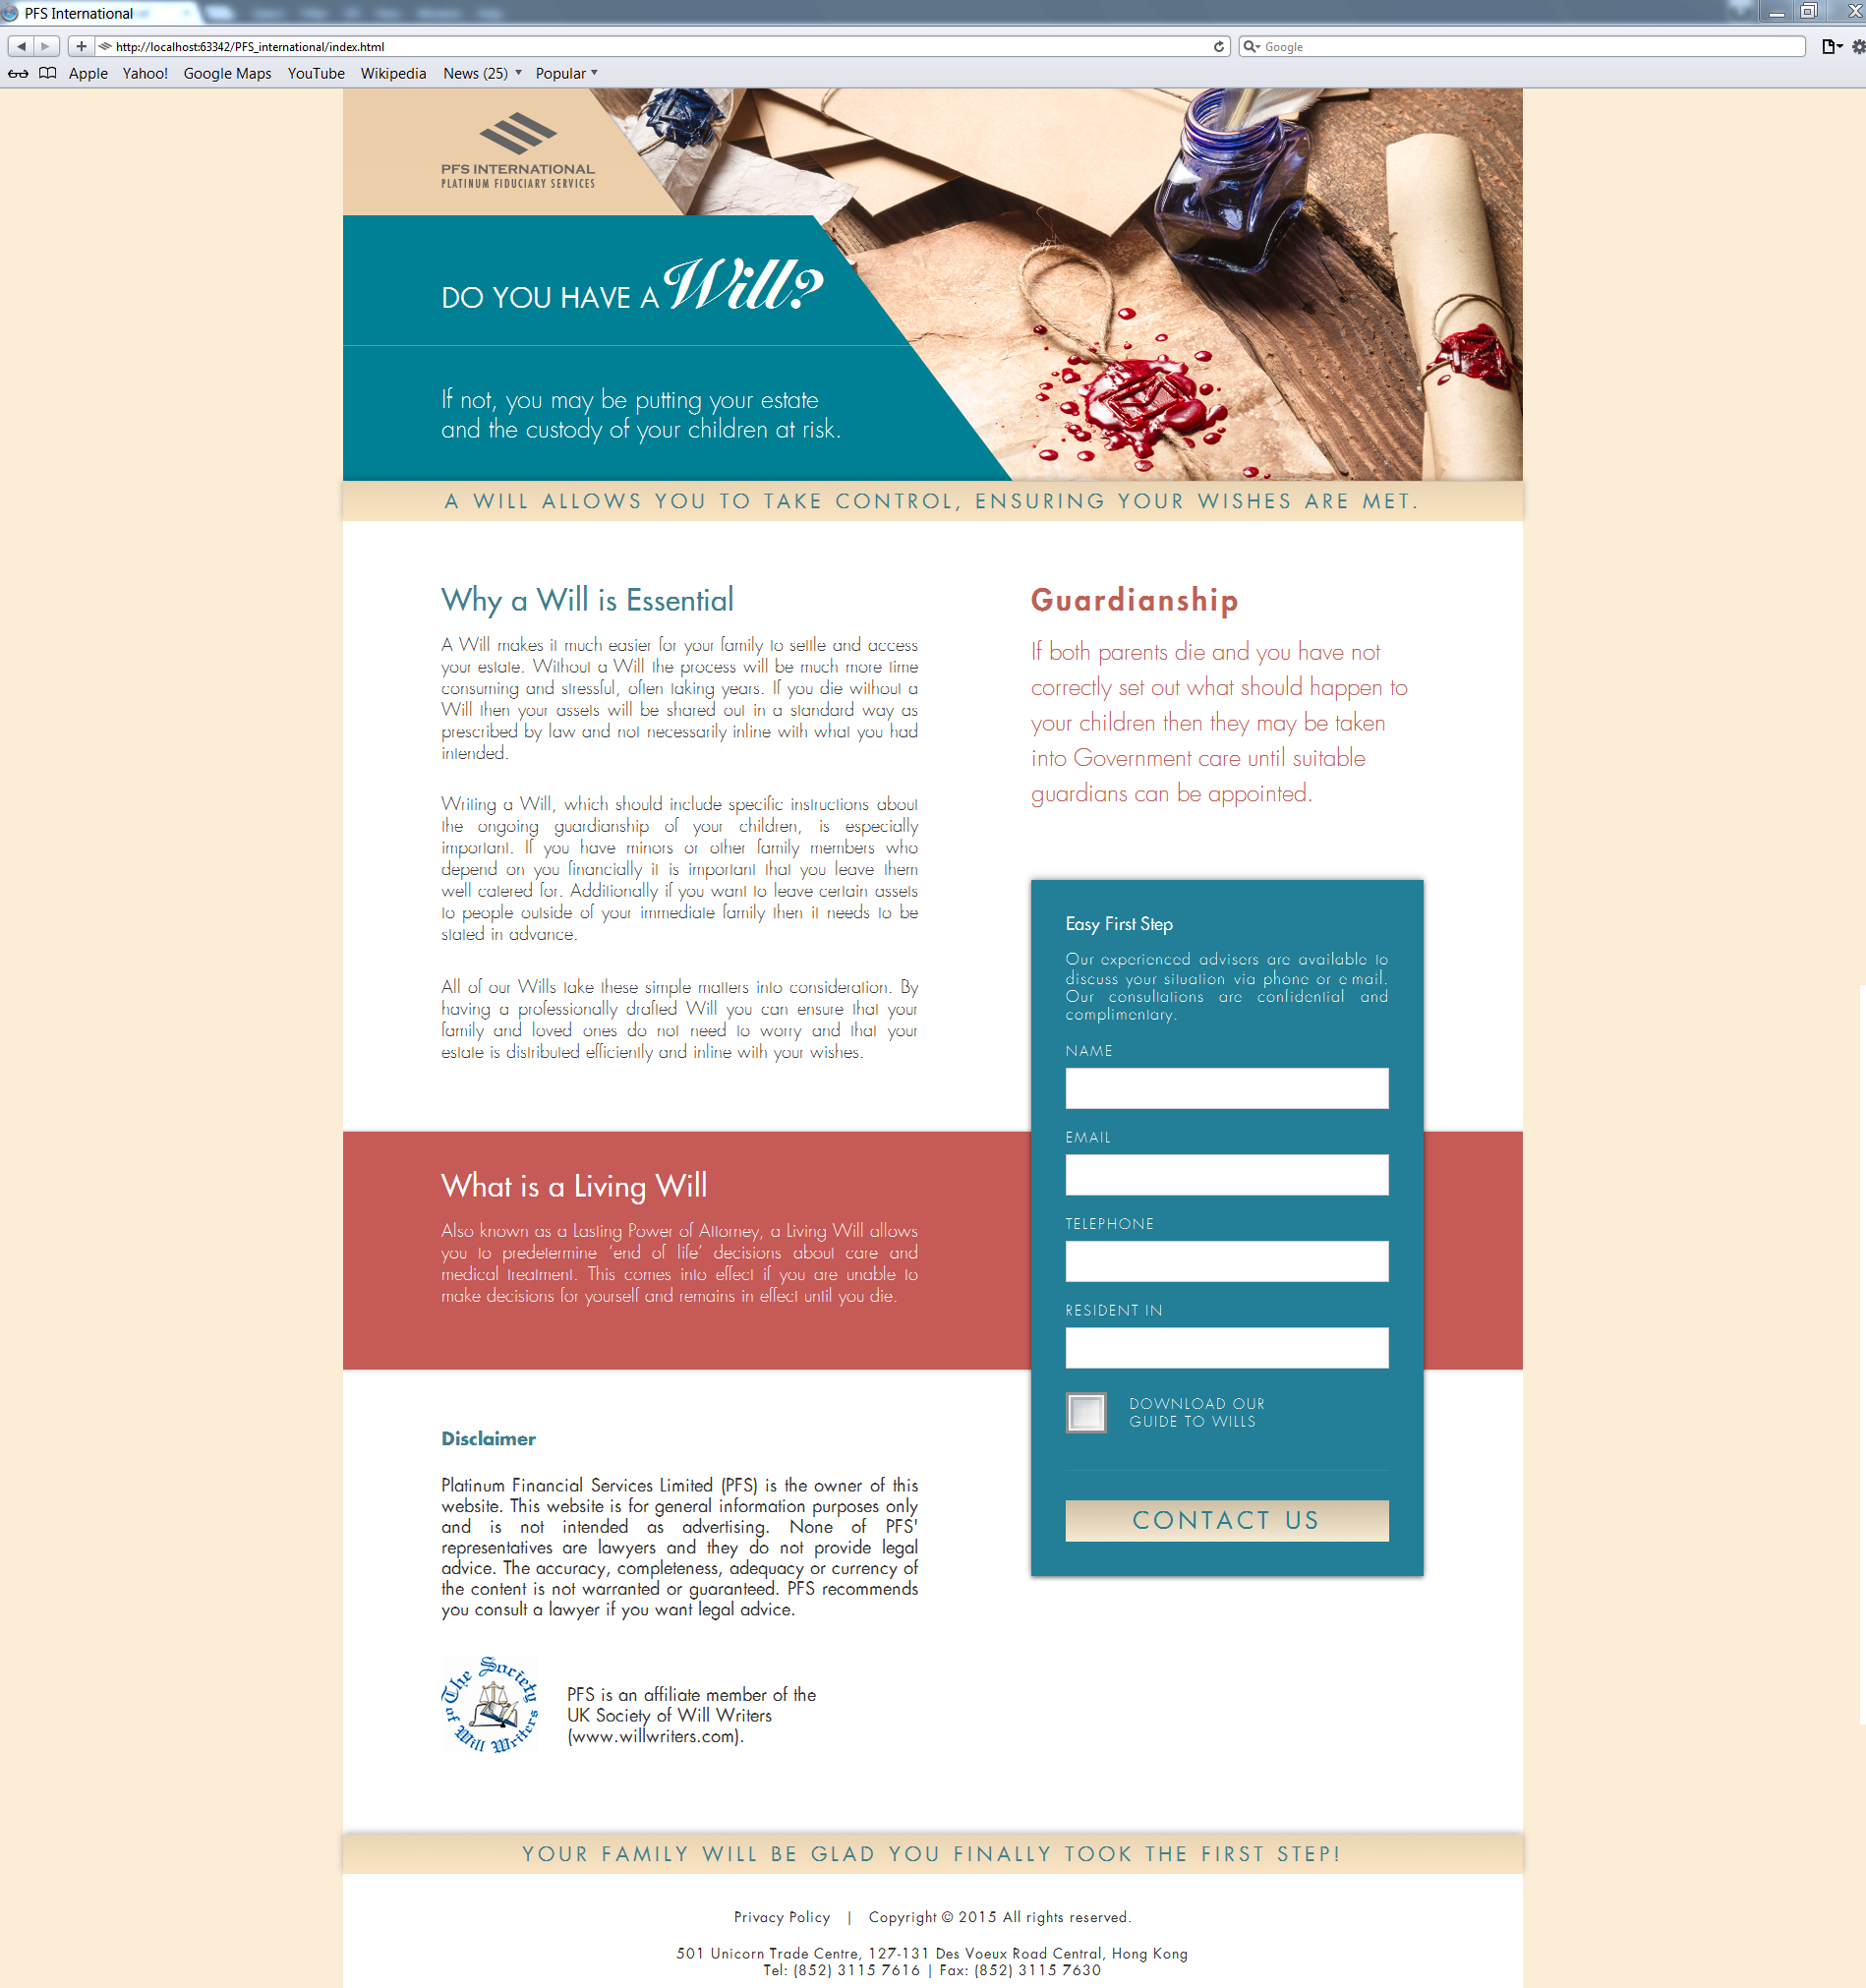 PFS International
http://localhost:63342/PFS_international/index.html
Google
Apple Yahoo! Google Maps YouTube Wikipedia News (25) Popular
PFS INTERNATIONAL
PLATINUM FIDUCIARY SERVICES
DO YOU HAVE A Will?
If not, you may be putting your estate
and the custody of your children at risk.
A WILL ALLOWS YOU TO TAKE CONTROL, ENSURING YOUR WISHES ARE MET.
Why a Will is Essential
A Will makes it much easier for your family to settle and access
your estate. Without a Will the process will be much more time
consuming and stressful, often taking years. If you die without a
Will then your assets will be shared out in a standard way as
prescribed by law and not necessarily inline with what you had
intended.
Writing a Will, which should include specific instructions about
the ongoing guardianship of your children, is especially
important. If you have minors or other family members who
depend on you financially it is important that you leave them
well catered for. Additionally if you want to leave certain assets
to people outside of your immediate family then it needs to be
stated in advance.
All of our Wills take these simple matters into consideration. By
having a professionally drafted Will you can ensure that your
family and loved ones do not need to worry and that your
estate is distributed efficiently and inline with your wishes.
Guardianship
If both parents die and you have not
correctly set out what should happen to
your children then they may be taken
into Government care until suitable
guardians can be appointed.
Easy First Step
Our experienced advisers are available to
discuss your situation via phone or e mail.
Our consultations are confidential and
complimentary.
NAME
EMAIL
TELEPHONE
RESIDENT IN
DOWNLOAD OUR
GUIDE TO WILLS
CONTACT US
What is a Living Will
Also known as a Lasting Power of Attorney, a Living Will allows
you to predetermine ‘end of life’ decisions about care and
medical treatment. This comes into effect if you are unable to
make decisions for yourself and remains in effect until you die.
Disclaimer
Platinum Financial Services Limited (PFS) is the owner of this
website. This website is for general information purposes only
and is not intended as advertising. None of PFS'
representatives are lawyers and they do not provide legal
advice. The accuracy, completeness, adequacy or currency of
the content is not warranted or guaranteed. PFS recommends
you consult a lawyer if you want legal advice.
The Society
of Will Writers
PFS is an affiliate member of the
UK Society of Will Writers
(www.willwriters.com).
YOUR FAMILY WILL BE GLAD YOU FINALLY TOOK THE FIRST STEP!
Privacy Policy | Copyright © 2015 All rights reserved.
501 Unicorn Trade Centre, 127-131 Des Voeux Road Central, Hong Kong
Tel: (852) 3115 7616 | Fax: (852) 3115 7630